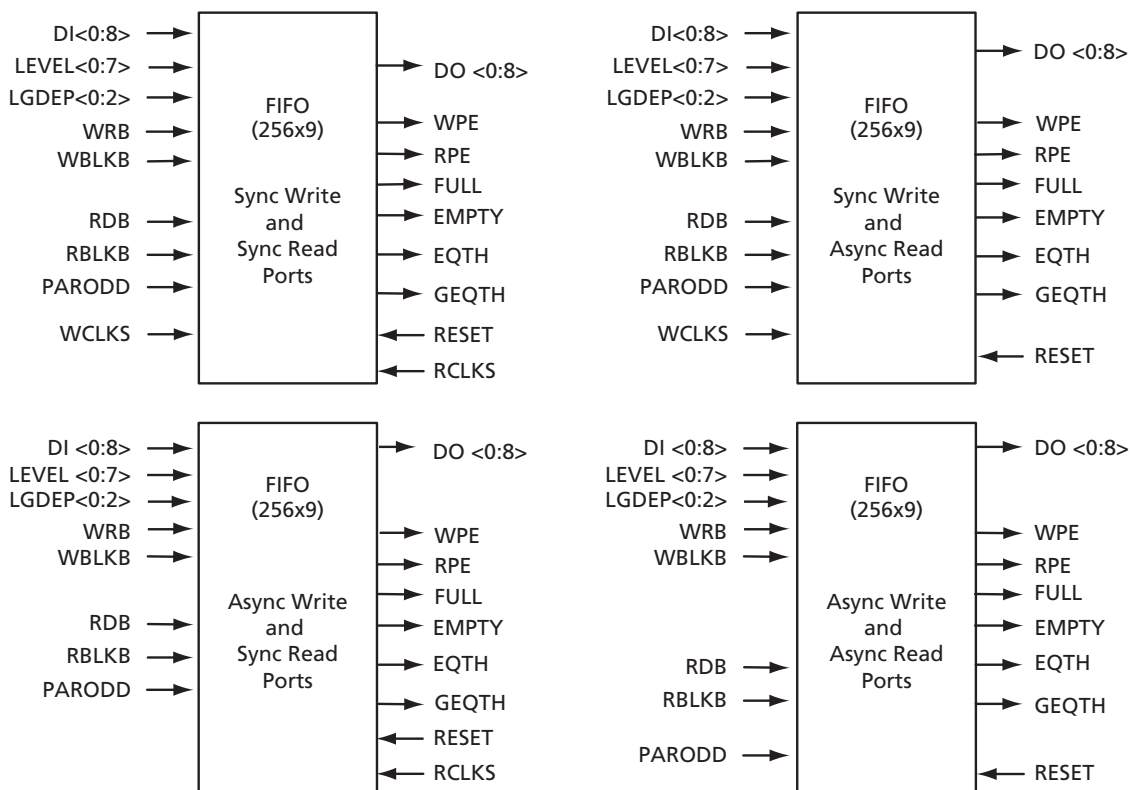 DI<0:8>
LEVEL<0:7>
LGDEP<0:2>
WRB
WBLKB
RDB
RBLKB
PARODD
WCLKS
FIFO
(256x9)
Sync Write
and
Sync Read
Ports
DO <0:8>
WPE
RPE
FULL
EMPTY
EQTH
GEQTH
RESET
RCLKS
DI<0:8>
LEVEL<0:7>
LGDEP<0:2>
WRB
WBLKB
RDB
RBLKB
PARODD
WCLKS
FIFO
(256x9)
Sync Write
and
Async Read
Ports
DO <0:8>
WPE
RPE
FULL
EMPTY
EQTH
GEQTH
RESET
DI <0:8>
LEVEL <0:7>
LGDEP<0:2>
WRB
WBLKB
RDB
RBLKB
PARODD
FIFO
(256x9)
Async Write
and
Sync Read
Ports
DO <0:8>
WPE
RPE
FULL
EMPTY
EQTH
GEQTH
RESET
RCLKS
DI <0:8>
LEVEL <0:7>
LGDEP<0:2>
WRB
WBLKB
RDB
RBLKB
PARODD
FIFO
(256x9)
Async Write
and
Async Read
Ports
DO <0:8>
WPE
RPE
FULL
EMPTY
EQTH
GEQTH
RESET